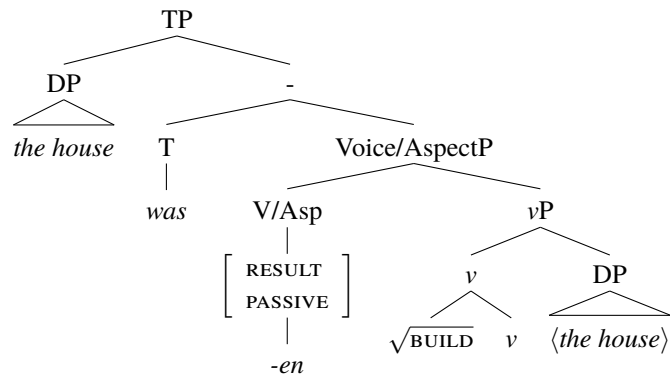 TP
DP -
the house T Voice/AspectP
was V/Asp vP
RESULT v DP
PASSIVE
-en √BUILD v ⟨the house⟩